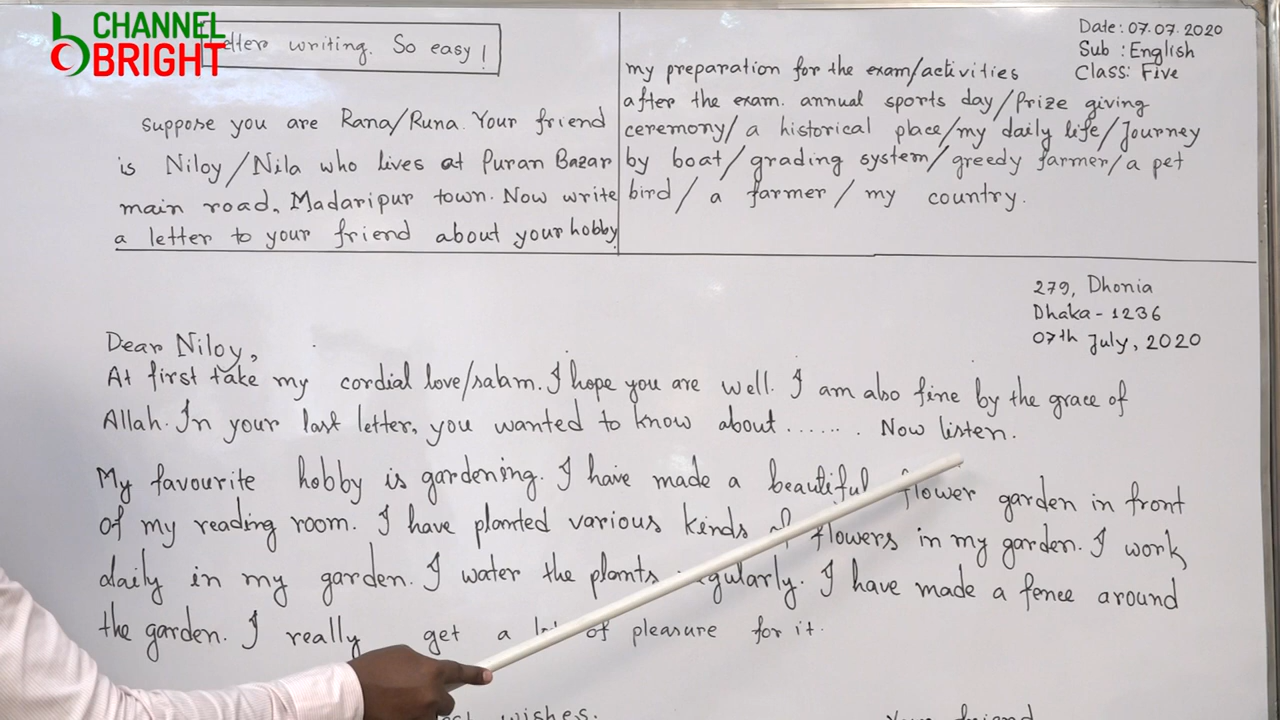 CHANNEL
BRIGHT
Letter writing. So easy!
Suppose you are Rana/Runa. Your friend
is Niloy/Nila who lives at Puran Bazar
main road, Madaripur town. Now write
a letter to your friend about your hobby
Date: 07.07.2020
Sub : English
Class: Five
my preparation for the exam/activities
after the exam. annual sports day/Prize giving
ceremony/a historical place/my daily life/Journey
by boat/grading system/greedy farmer/a pet
bird/a farmer/my country.
279, Dhonia
Dhaka-1236
07th July, 2020
Dear Niloy,
At first take my cordial love/salam. I hope you are well. I am also fine by the grace of
Allah. In your last letter, you wanted to know about....... Now listen.
My favourite hobby is gardening. I have made a beautiful flower garden in front
of my reading room. I have planted various kinds of flowers in my garden. I work
daily in my garden. I water the plants regularly. I have made a fence around
the garden. I really get a lot of pleasure for it.
wishes.
Your friend